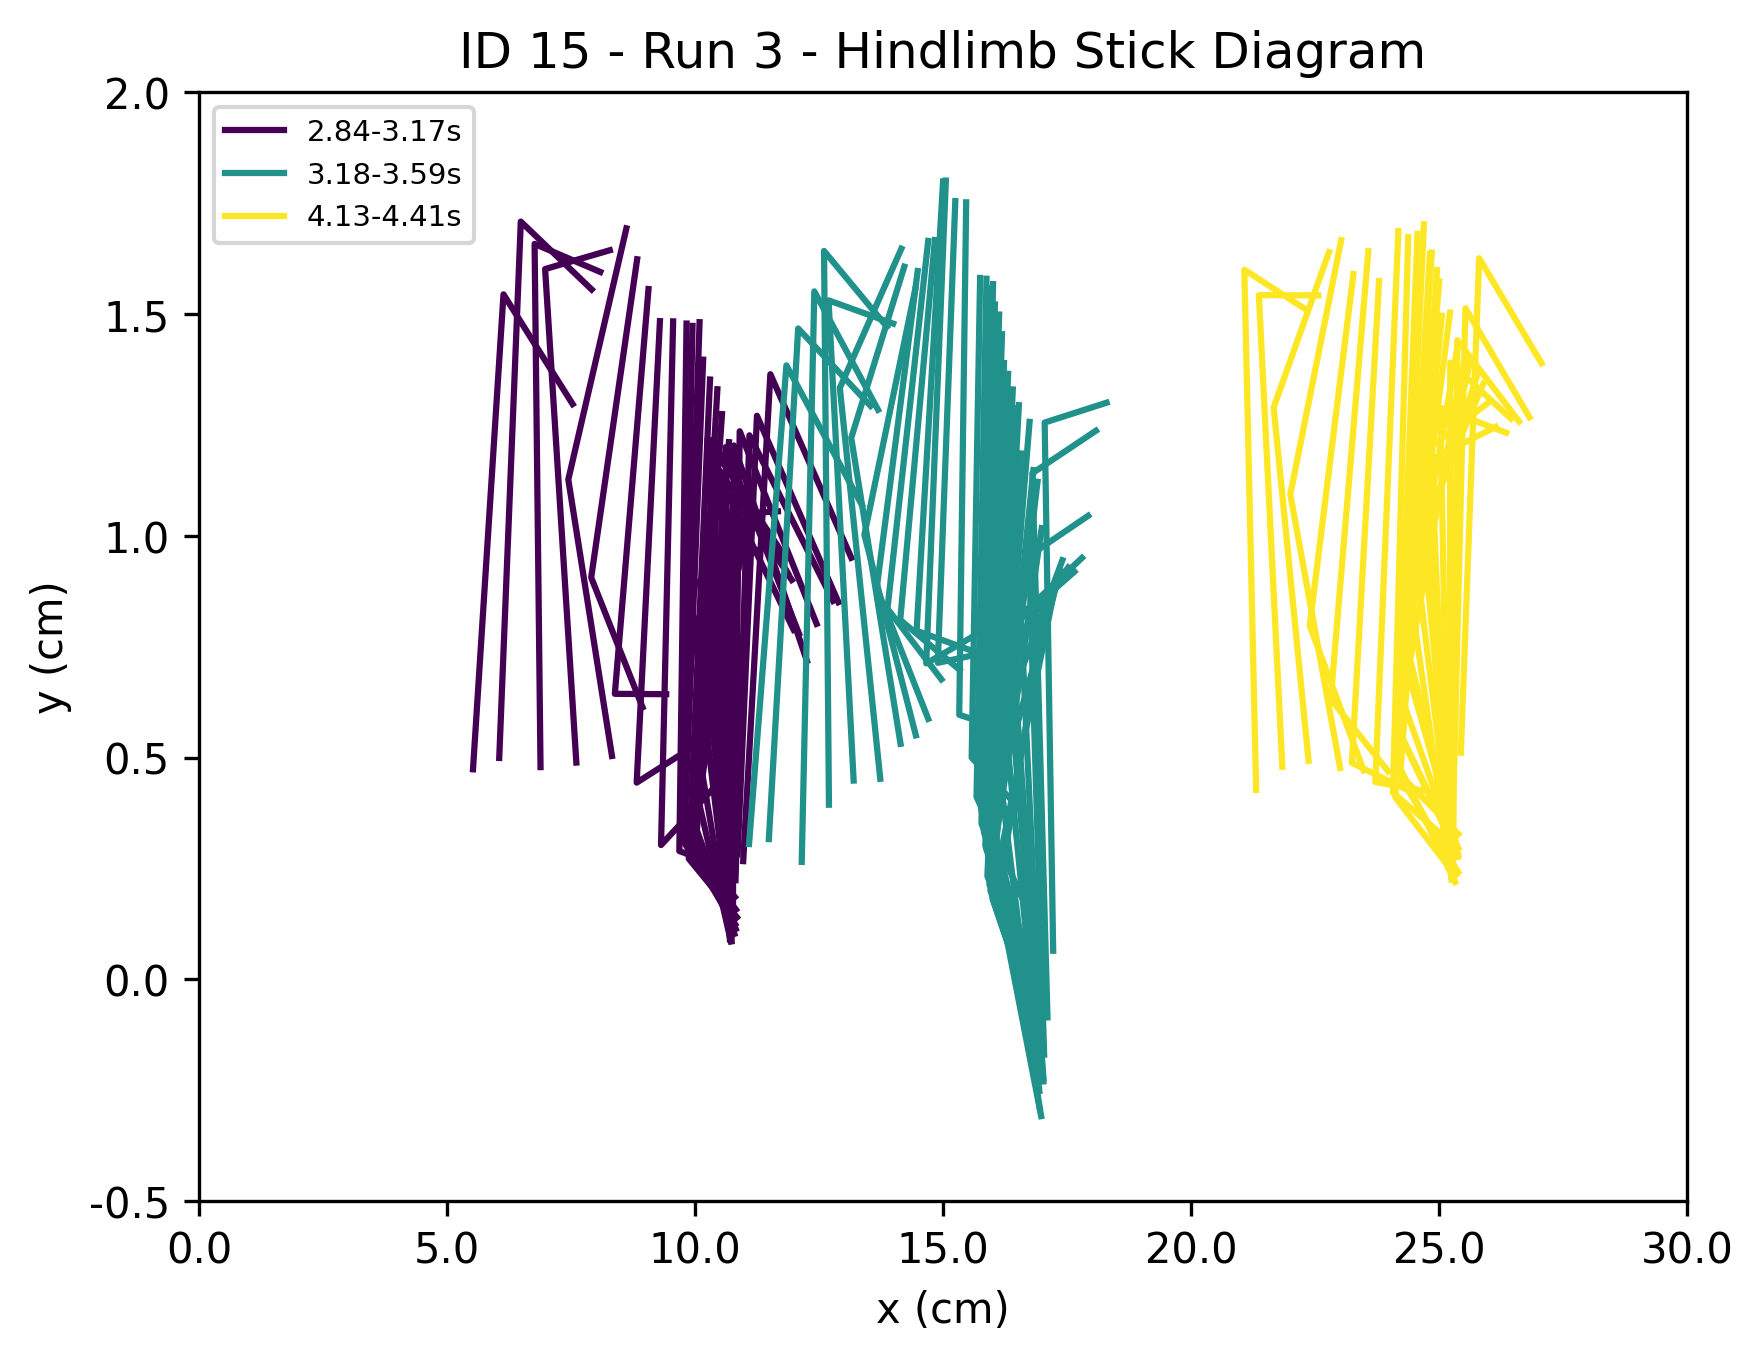 ID 15 - Run 3 - Hindlimb Stick Diagram
2.84-3.17s
3.18-3.59s
4.13-4.41s
y (cm)
2.0
1.5
1.0
0.5
0.0
-0.5
0.0 5.0 10.0 15.0 20.0 25.0 30.0
x (cm)